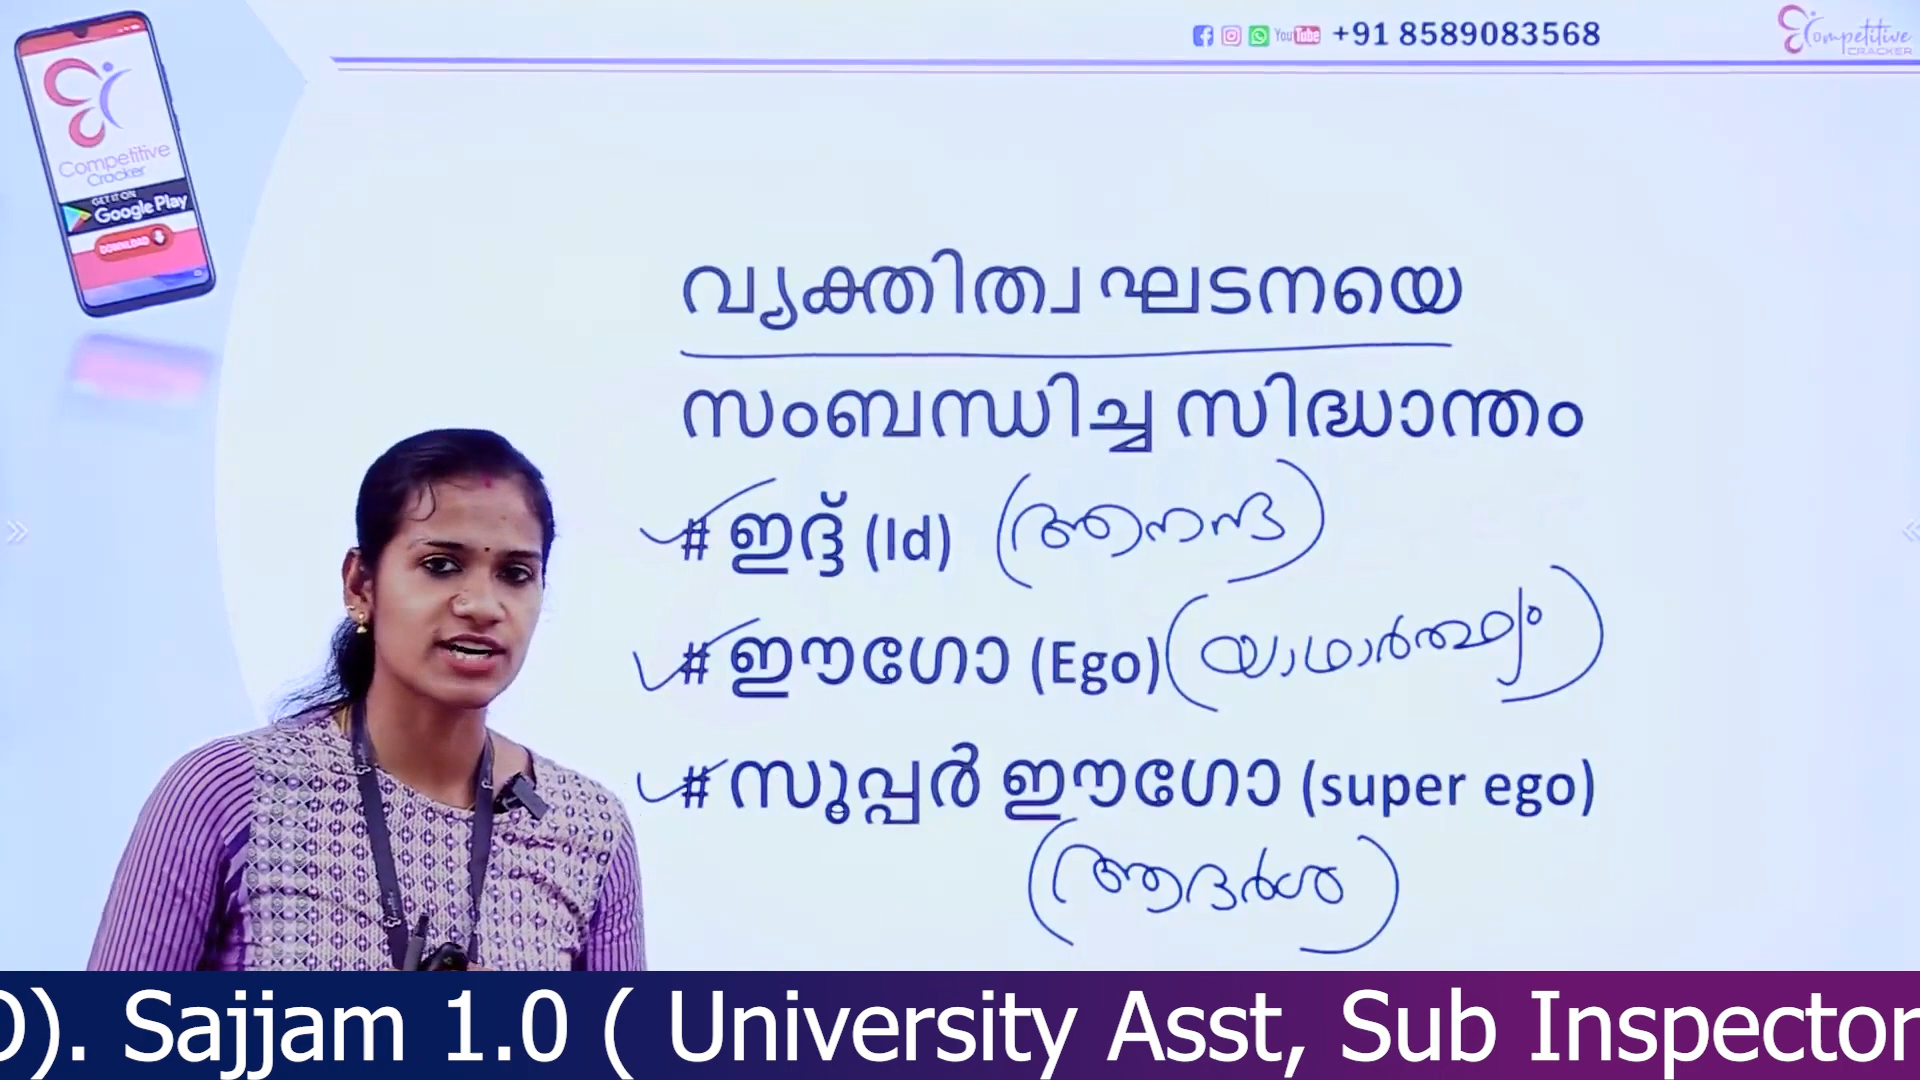 +91 8589083568
YouTube
Competitive
CRACKER
Competitive
Cracker
GET IT ON
Google Play
DOWNLOAD
വ്യക്തിത്വ ഘടനയെ
സംബന്ധിച്ച സിദ്ധാന്തം
# ഇദ്ദ് (Id) (ആനന്ദ)
# ഈഗോ (Ego) (യാഥാർത്ഥ്യം)
# സൂപ്പർ ഈഗോ (super ego)
(ആദർശ)
). Sajjam 1.0 ( University Asst, Sub Inspector